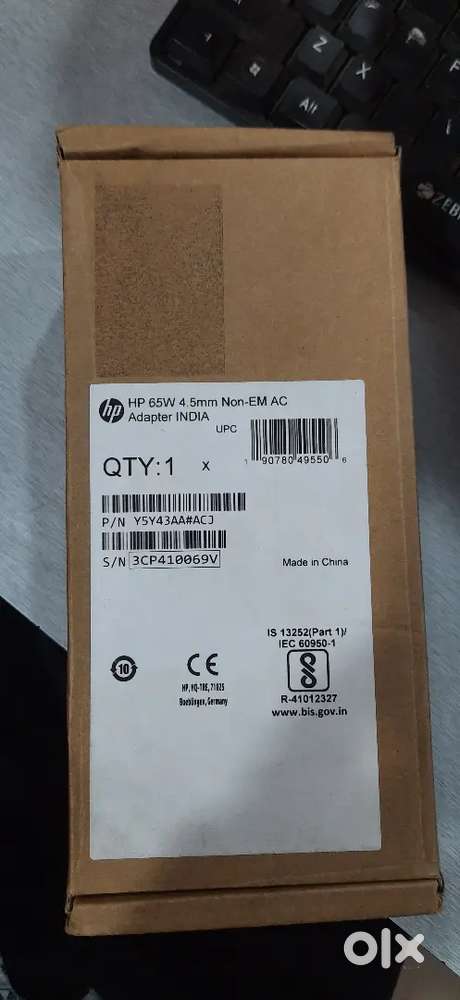 Z
X
Alt
F
ZEB
hp HP 65W 4.5mm Non-EM AC
Adapter INDIA
UPC
QTY:1 X
1 90780 49550 6
P/N Y5Y43AA#ACJ
S/N 3CP410069V
Made in China
IS 13252(Part 1)/
IEC 60950-1
10
CE
HP, HQ-TRE, 71025
Boeblingen, Germany
R-41012327
www.bis.gov.in
olx